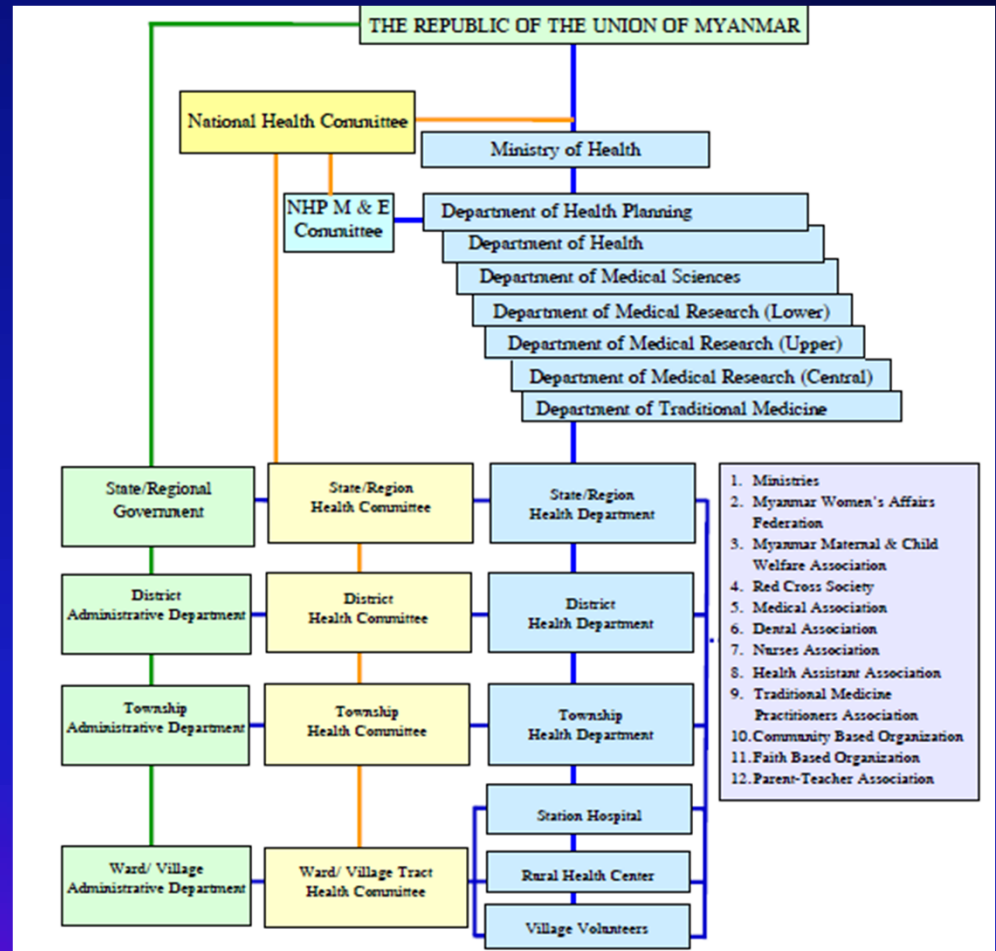 THE REPUBLIC OF THE UNION OF MYANMAR
National Health Committee
Ministry of Health
NHP M & E
Committee
Department of Health Planning
Department of Health
Department of Medical Sciences
Department of Medical Research (Lower)
Department of Medical Research (Upper)
Department of Medical Research (Central)
Department of Traditional Medicine
State/Regional
Government
State/Region
Health Committee
State/Region
Health Department
District
Administrative Department
District
Health Committee
District
Health Department
Township
Administrative Department
Township
Health Committee
Township
Health Department
Station Hospital
Ward/ Village
Administrative Department
Ward/ Village Tract
Health Committee
Rural Health Center
Village Volunteers
1. Ministries
2. Myanmar Women's Affairs
Federation
3. Myanmar Maternal & Child
Welfare Association
4. Red Cross Society
5. Medical Association
6. Dental Association
7. Nurses Association
8. Health Assistant Association
9. Traditional Medicine
Practitioners Association
10. Community Based Organization
11. Faith Based Organization
12. Parent-Teacher Association